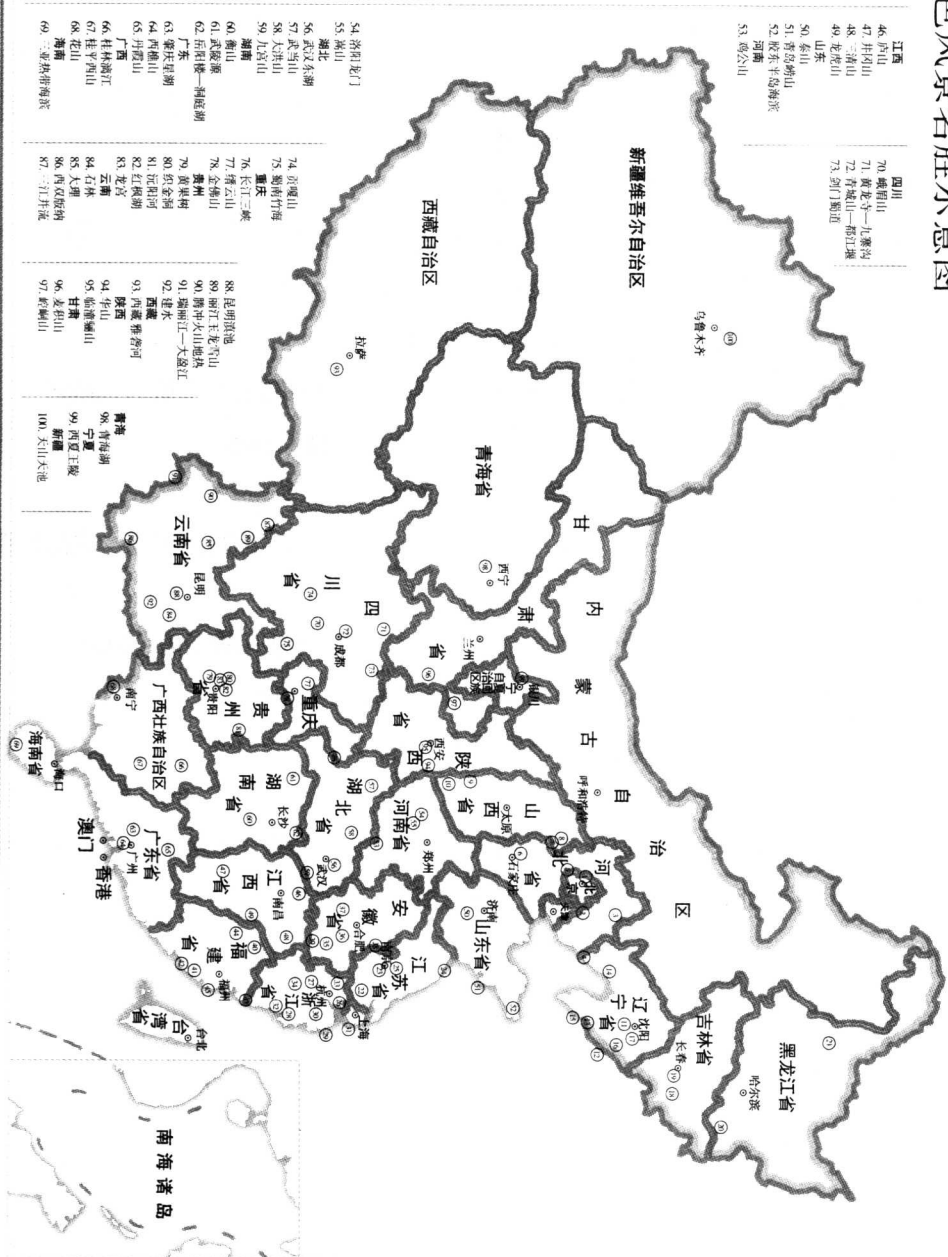 色风景名胜示意图
江西
46. 庐山
47. 井冈山
48. 三清山
49. 龙虎山
山东
50. 泰山
51. 青岛崂山
52. 胶东半岛海滨
河南
53. 鸡公山
54. 洛阳龙门
55. 嵩山
湖北
56. 武汉东湖
57. 武当山
58. 大洪山
59. 九宫山
湖南
60. 衡山
61. 武陵源
62. 岳阳楼—洞庭湖
广东
63. 肇庆星湖
64. 西樵山
65. 丹霞山
广西
66. 桂林漓江
67. 桂平西山
68. 花山
海南
69. 三亚热带海滨
四川
70. 峨眉山
71. 黄龙寺—九寨沟
72. 青城山—都江堰
73. 剑门蜀道
74. 贡嘎山
75. 蜀南竹海
重庆
76. 长江三峡
77. 缙云山
78. 金佛山
贵州
79. 黄果树
80. 织金洞
81. 㵲阳河
82. 红枫湖
83. 龙宫
云南
84. 石林
85. 大理
86. 西双版纳
87. 三江并流
88. 昆明滇池
89. 丽江玉龙雪山
90. 腾冲火山地热
91. 瑞丽江—大盈江
92. 建水
西藏
93. 西藏雅砻河
陕西
94. 华山
95. 临潼骊山
甘肃
96. 麦积山
97. 崆峒山
青海
98. 青海湖
宁夏
99. 西夏王陵
新疆
100. 天山天池
新疆维吾尔自治区
乌鲁木齐
西藏自治区
拉萨
青海省
西宁
甘肃省
兰州
内蒙古自治区
呼和浩特
宁夏回族自治区
银川
黑龙江省
哈尔滨
吉林省
长春
辽宁省
沈阳
河北省
石家庄
北京
天津
山西省
太原
陕西省
西安
山东省
济南
河南省
郑州
江苏省
南京
安徽省
合肥
上海
浙江省
杭州
湖北省
武汉
重庆
四川省
成都
贵州省
贵阳
云南省
昆明
湖南省
长沙
江西省
南昌
福建省
福州
台湾省
台北
广西壮族自治区
南宁
广东省
广州
香港
澳门
海南省
海口
南海诸岛